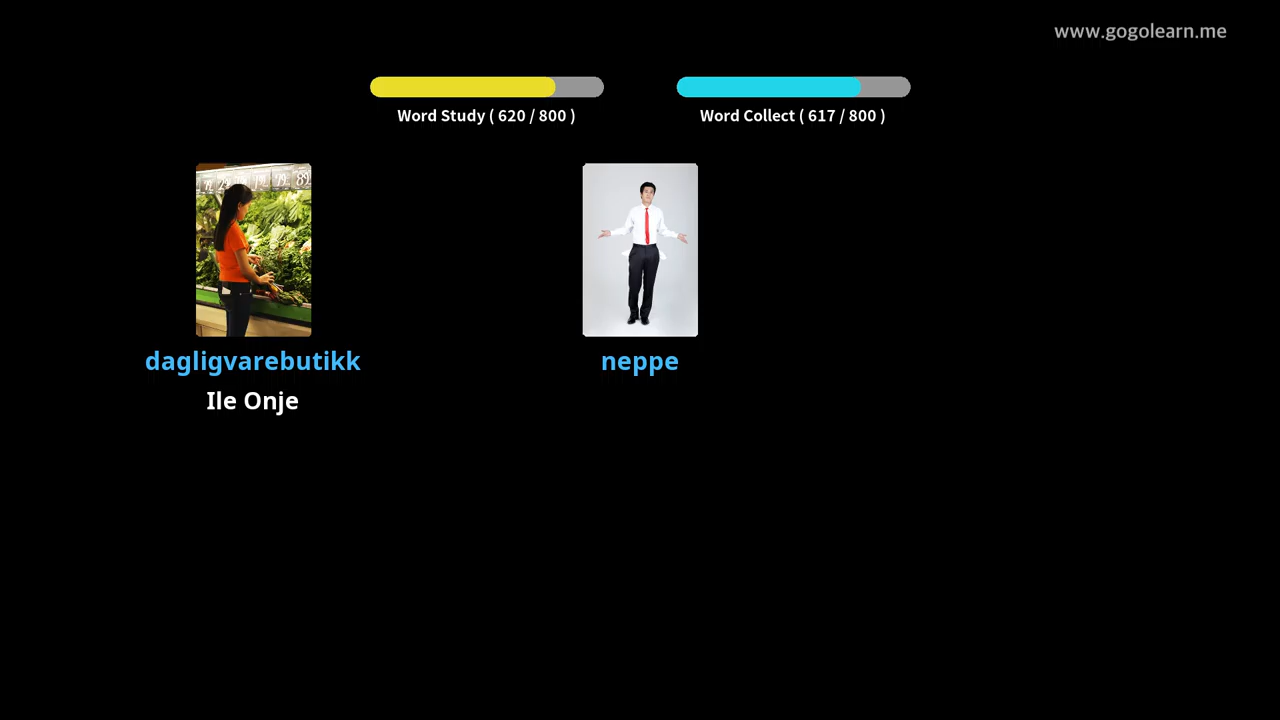 www.gogolearn.me
Word Study ( 620 / 800 )
Word Collect ( 617 / 800 )
dagligvarebutikk
Ile Onje
neppe